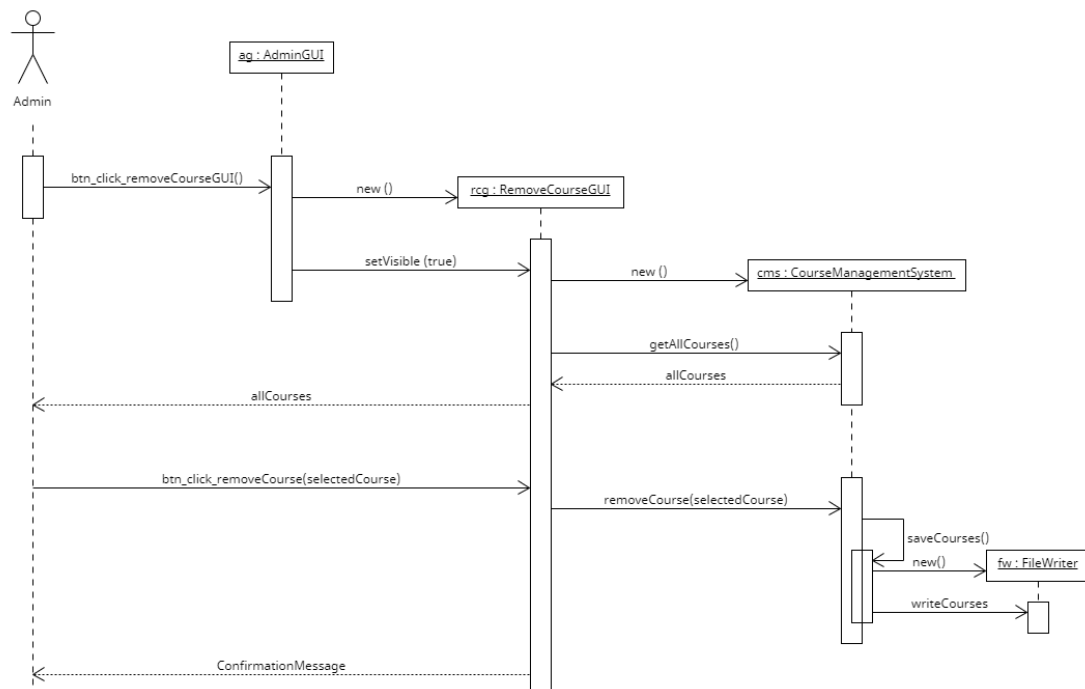 ag : AdminGUI
Admin
btn_click_removeCourseGUI()
new ()
rcg : RemoveCourseGUI
setVisible (true)
new ()
cms : CourseManagementSystem
getAllCourses()
allCourses
allCourses
btn_click_removeCourse(selectedCourse)
removeCourse(selectedCourse)
saveCourses()
new()
fw : FileWriter
writeCourses
ConfirmationMessage